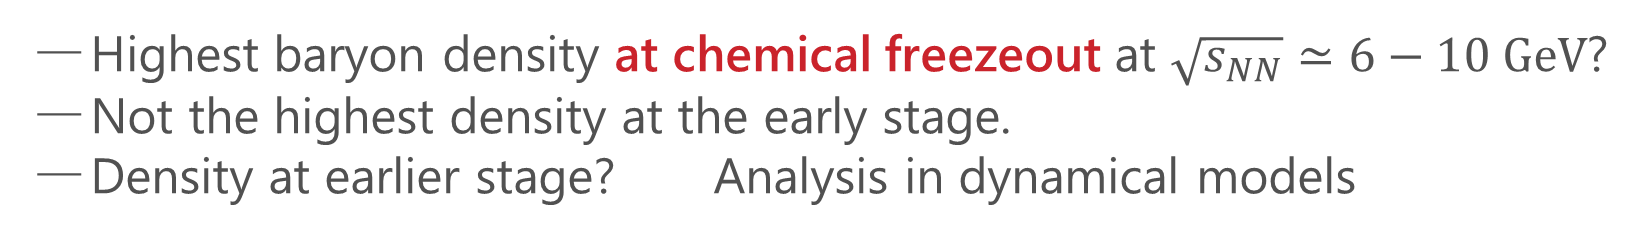 — Highest baryon density at chemical freezeout at √s_NN ≃ 6 − 10 GeV?
— Not the highest density at the early stage.
— Density at earlier stage? Analysis in dynamical models